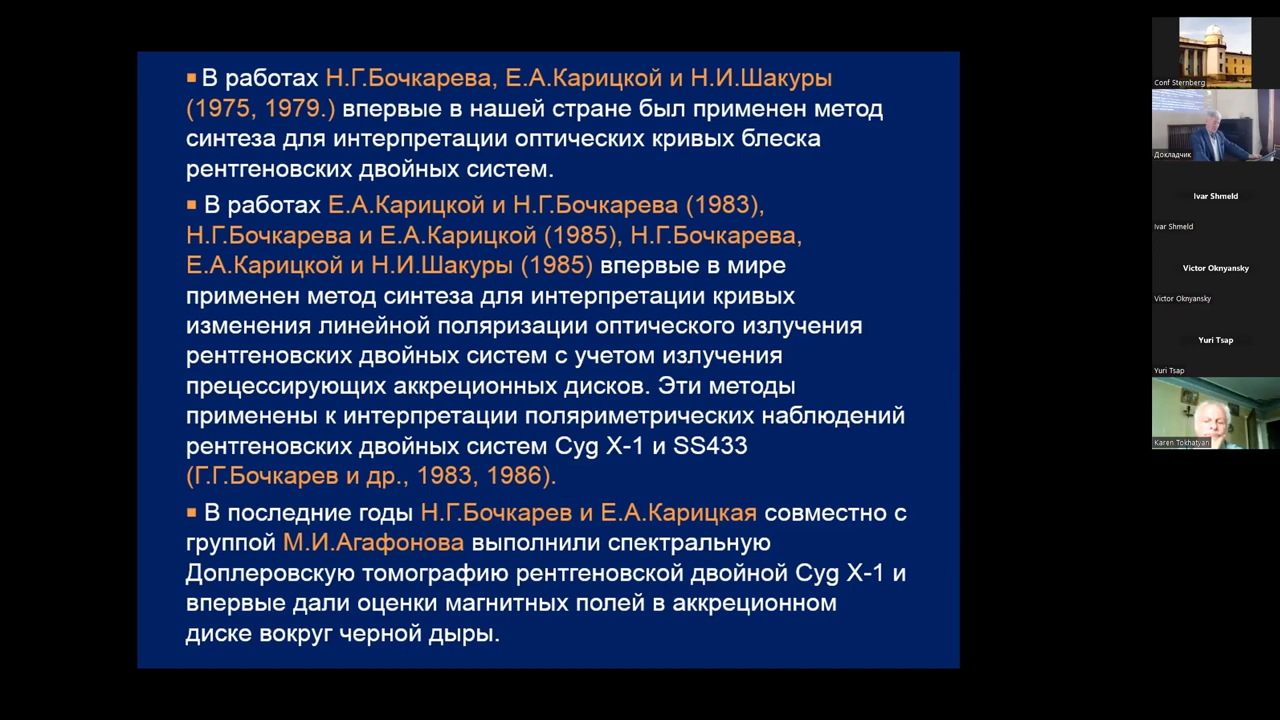 ▪ В работах Н.Г.Бочкарева, Е.А.Карицкой и Н.И.Шакуры
(1975, 1979.) впервые в нашей стране был применен метод
синтеза для интерпретации оптических кривых блеска
рентгеновских двойных систем.
▪ В работах Е.А.Карицкой и Н.Г.Бочкарева (1983),
Н.Г.Бочкарева и Е.А.Карицкой (1985), Н.Г.Бочкарева,
Е.А.Карицкой и Н.И.Шакуры (1985) впервые в мире
применен метод синтеза для интерпретации кривых
изменения линейной поляризации оптического излучения
рентгеновских двойных систем с учетом излучения
прецессирующих аккреционных дисков. Эти методы
применены к интерпретации поляриметрических наблюдений
рентгеновских двойных систем Cyg X-1 и SS433
(Г.Г.Бочкарев и др., 1983, 1986).
▪ В последние годы Н.Г.Бочкарев и Е.А.Карицкая совместно с
группой М.И.Агафонова выполнили спектральную
Доплеровскую томографию рентгеновской двойной Cyg X-1 и
впервые дали оценки магнитных полей в аккреционном
диске вокруг черной дыры.
Conf Sternberg
Докладчик
Ivar Shmeld
Ivar Shmeld
Victor Oknyansky
Victor Oknyansky
Yuri Tsap
Yuri Tsap
Karen Tokhatyan